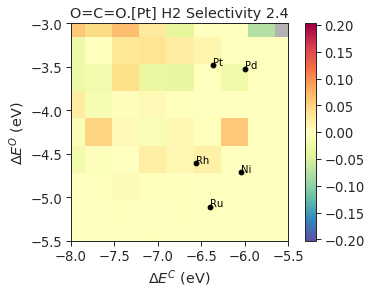 O=C=O.[Pt] H2 Selectivity 2.4
−3.0
−3.5
−4.0
−4.5
−5.0
−5.5
ΔE^O (eV)
Pt
Pd
Rh
Ni
Ru
−8.0 −7.5 −7.0 −6.5 −6.0 −5.5
ΔE^C (eV)
0.20
0.15
0.10
0.05
0.00
−0.05
−0.10
−0.15
−0.20